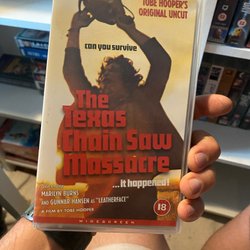 TOBE HOOPER'S
ORIGINAL UNCUT
can you survive
The
Texas
Chain Saw
Massacre
...it happened!
MARILYN BURNS
AND GUNNAR HANSEN AS "LEATHERFACE"
A FILM BY TOBE HOOPER
18
WIDESCREEN